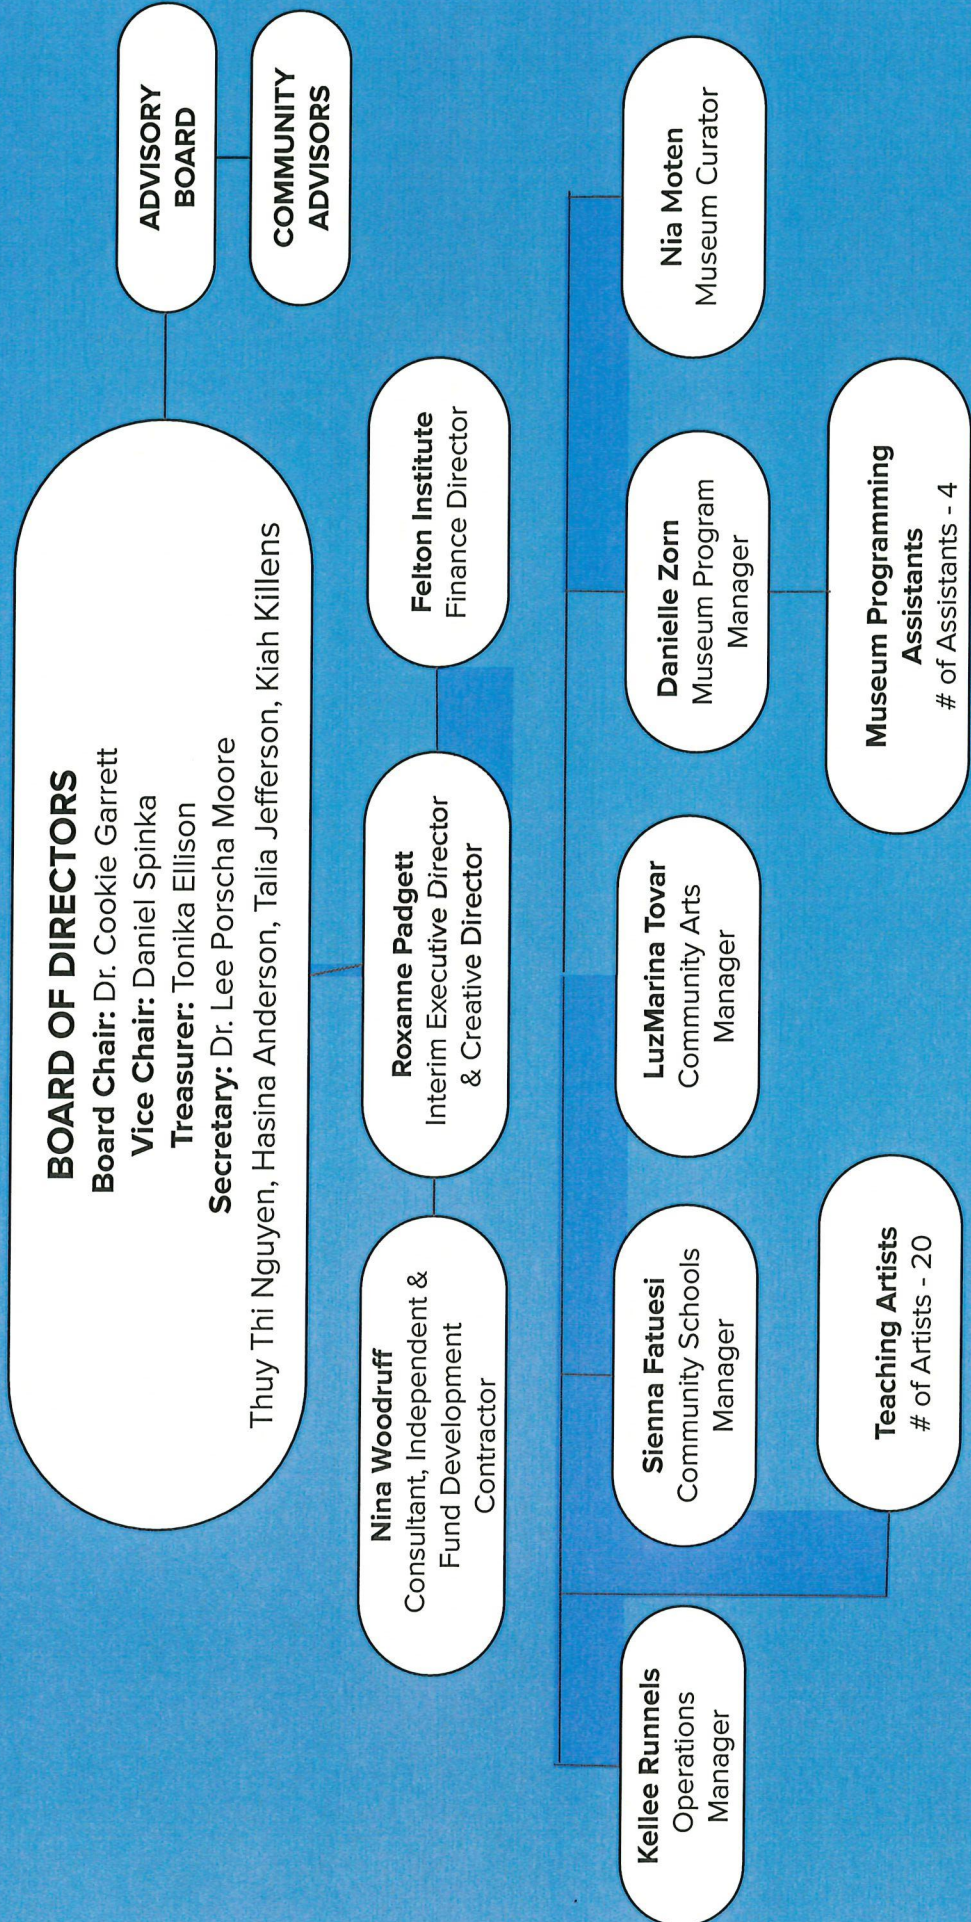 BOARD OF DIRECTORS
Board Chair: Dr. Cookie Garrett
Vice Chair: Daniel Spinka
Treasurer: Tonika Ellison
Secretary: Dr. Lee Porscha Moore
Thuy Thi Nguyen, Hasina Anderson, Talia Jefferson, Kiah Killens
ADVISORY
BOARD
COMMUNITY
ADVISORS
Nina Woodruff
Consultant, Independent &
Fund Development
Contractor
Roxanne Padgett
Interim Executive Director
& Creative Director
Felton Institute
Finance Director
Kellee Runnels
Operations
Manager
Sienna Fatuesi
Community Schools
Manager
LuzMarina Tovar
Community Arts
Manager
Danielle Zorn
Museum Program
Manager
Nia Moten
Museum Curator
Teaching Artists
# of Artists - 20
Museum Programming
Assistants
# of Assistants - 4